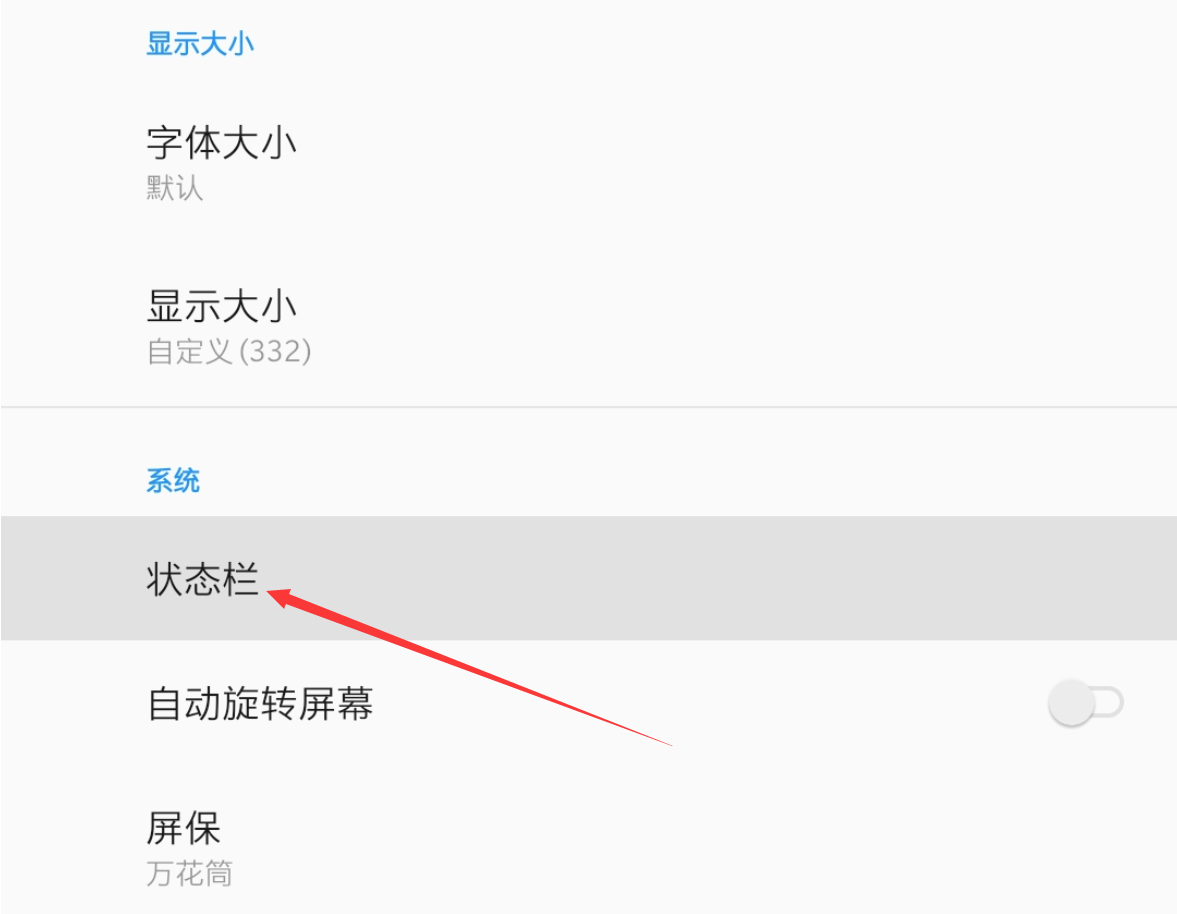 显示大小
字体大小
默认
显示大小
自定义 (332)
系统
状态栏
自动旋转屏幕
屏保
万花筒